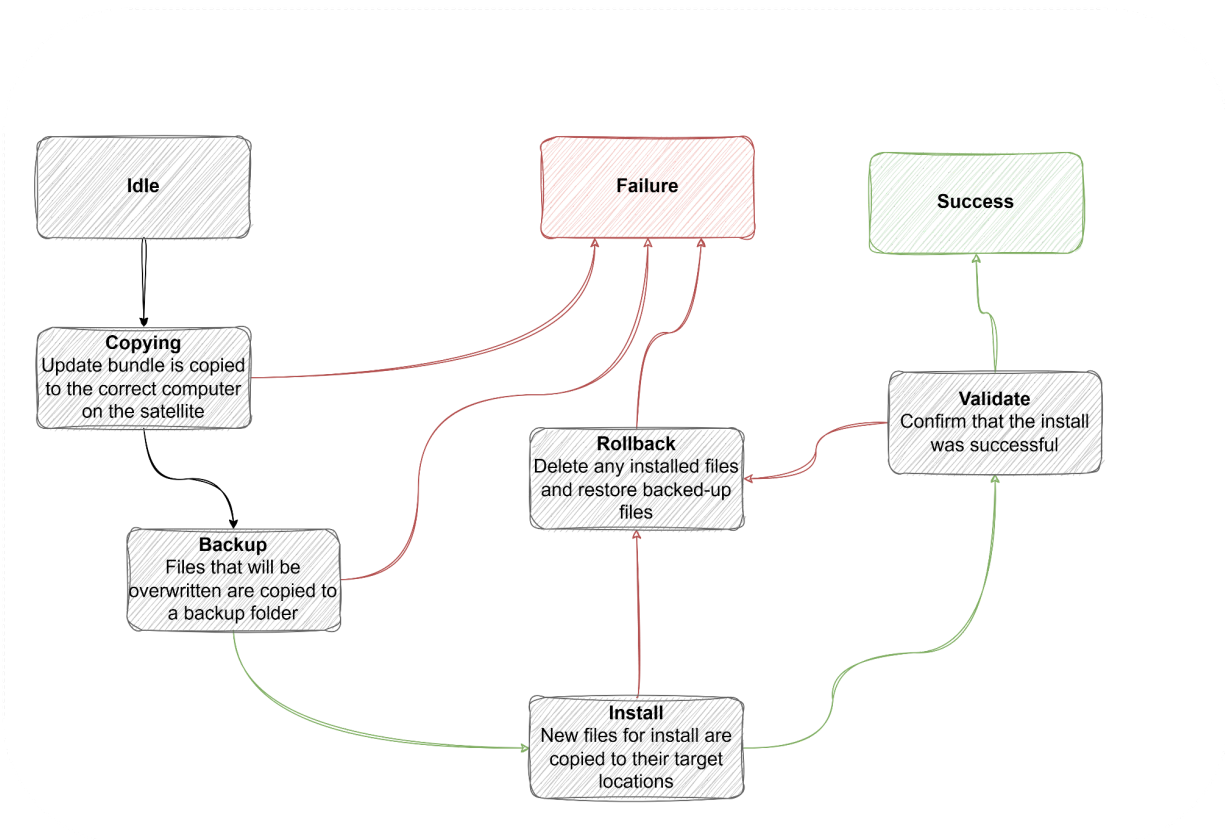 Idle
Failure
Success
Copying
Update bundle is copied
to the correct computer
on the satellite
Validate
Confirm that the install
was successful
Rollback
Delete any installed files
and restore backed-up
files
Backup
Files that will be
overwritten are copied to
a backup folder
Install
New files for install are
copied to their target
locations